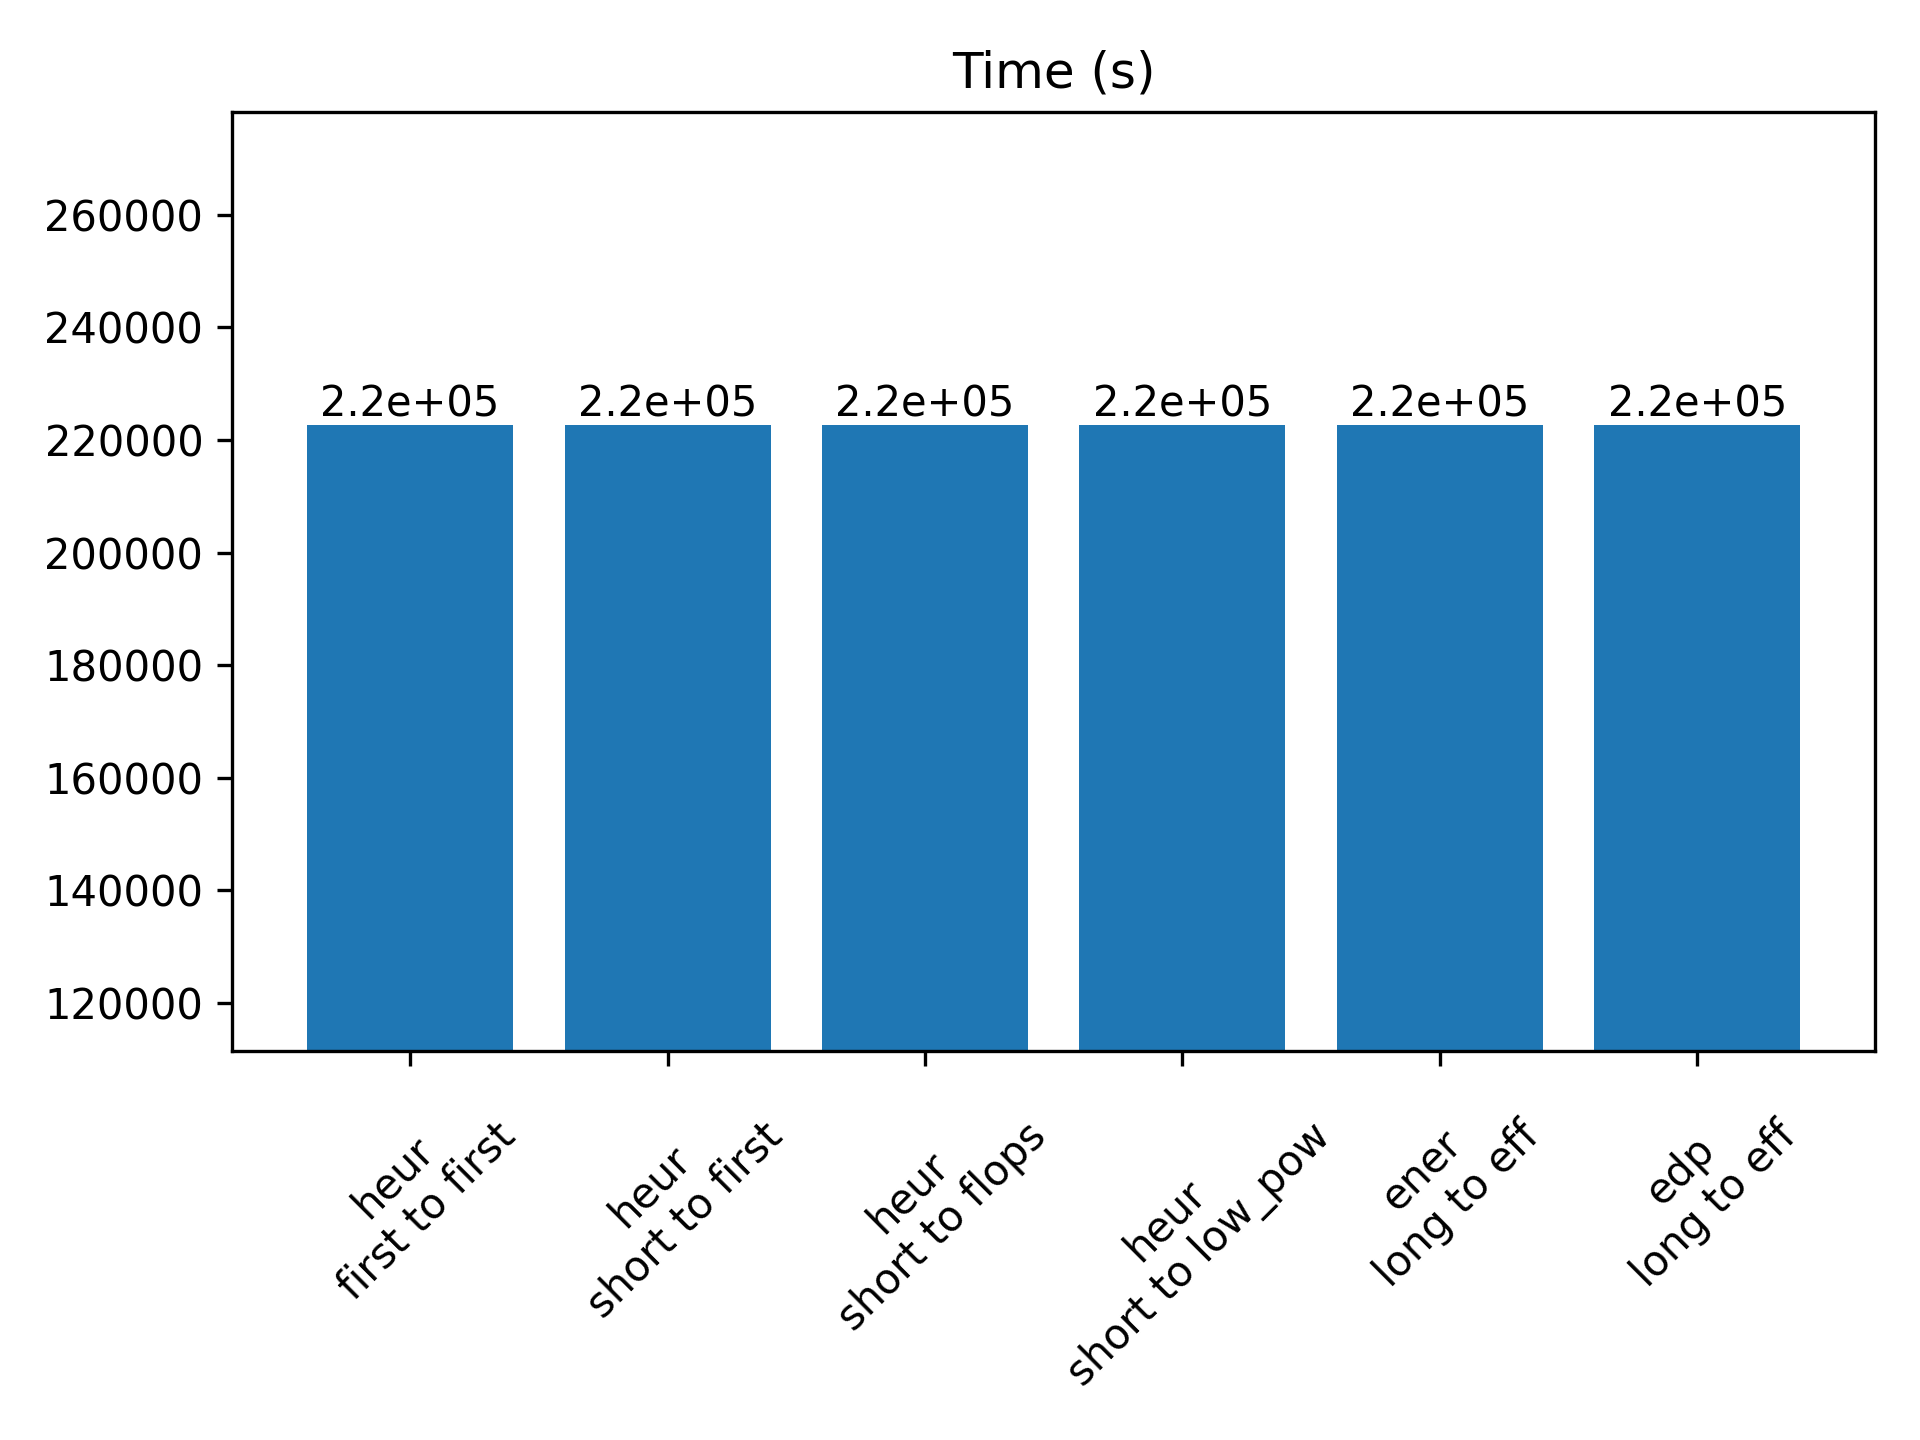 Time (s)
260000
240000
220000
200000
180000
160000
140000
120000
2.2e+05
2.2e+05
2.2e+05
2.2e+05
2.2e+05
2.2e+05
heur
first to first
heur
short to first
heur
short to flops
heur
short to low_pow
ener
long to eff
edp
long to eff